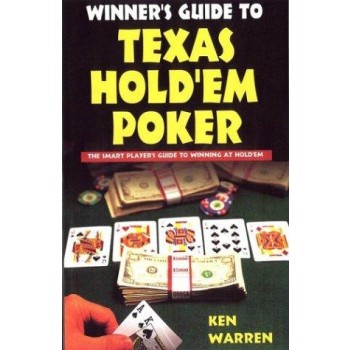 WINNER'S GUIDE TO
TEXAS
HOLD'EM
POKER
THE SMART PLAYER'S GUIDE TO WINNING AT HOLD'EM
KEN
WARREN